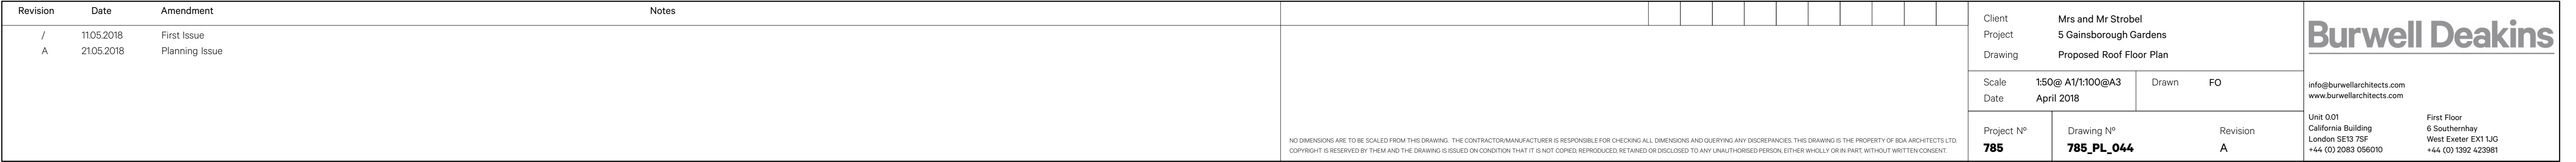 Revision Date Amendment Notes
/ 11.05.2018 First Issue
A 21.05.2018 Planning Issue
NO DIMENSIONS ARE TO BE SCALED FROM THIS DRAWING. THE CONTRACTOR/MANUFACTURER IS RESPONSIBLE FOR CHECKING ALL DIMENSIONS AND QUERYING ANY DISCREPANCIES. THIS DRAWING IS THE PROPERTY OF BDA ARCHITECTS LTD.
COPYRIGHT IS RESERVED BY THEM AND THE DRAWING IS ISSUED ON CONDITION THAT IT IS NOT COPIED, REPRODUCED, RETAINED OR DISCLOSED TO ANY UNAUTHORISED PERSON, EITHER WHOLLY OR IN PART, WITHOUT WRITTEN CONSENT.
Client Mrs and Mr Strobel
Project 5 Gainsborough Gardens
Drawing Proposed Roof Floor Plan
Scale 1:50@ A1/1:100@A3 Drawn FO
Date April 2018
Project Nº Drawing Nº Revision
785 785_PL_044 A
Burwell Deakins
info@burwellarchitects.com
www.burwellarchitects.com
Unit 0.01
California Building
London SE13 7SF
+44 (0) 2083 056010
First Floor
6 Southernhay
West Exeter EX1 1JG
+44 (0) 1392 423981